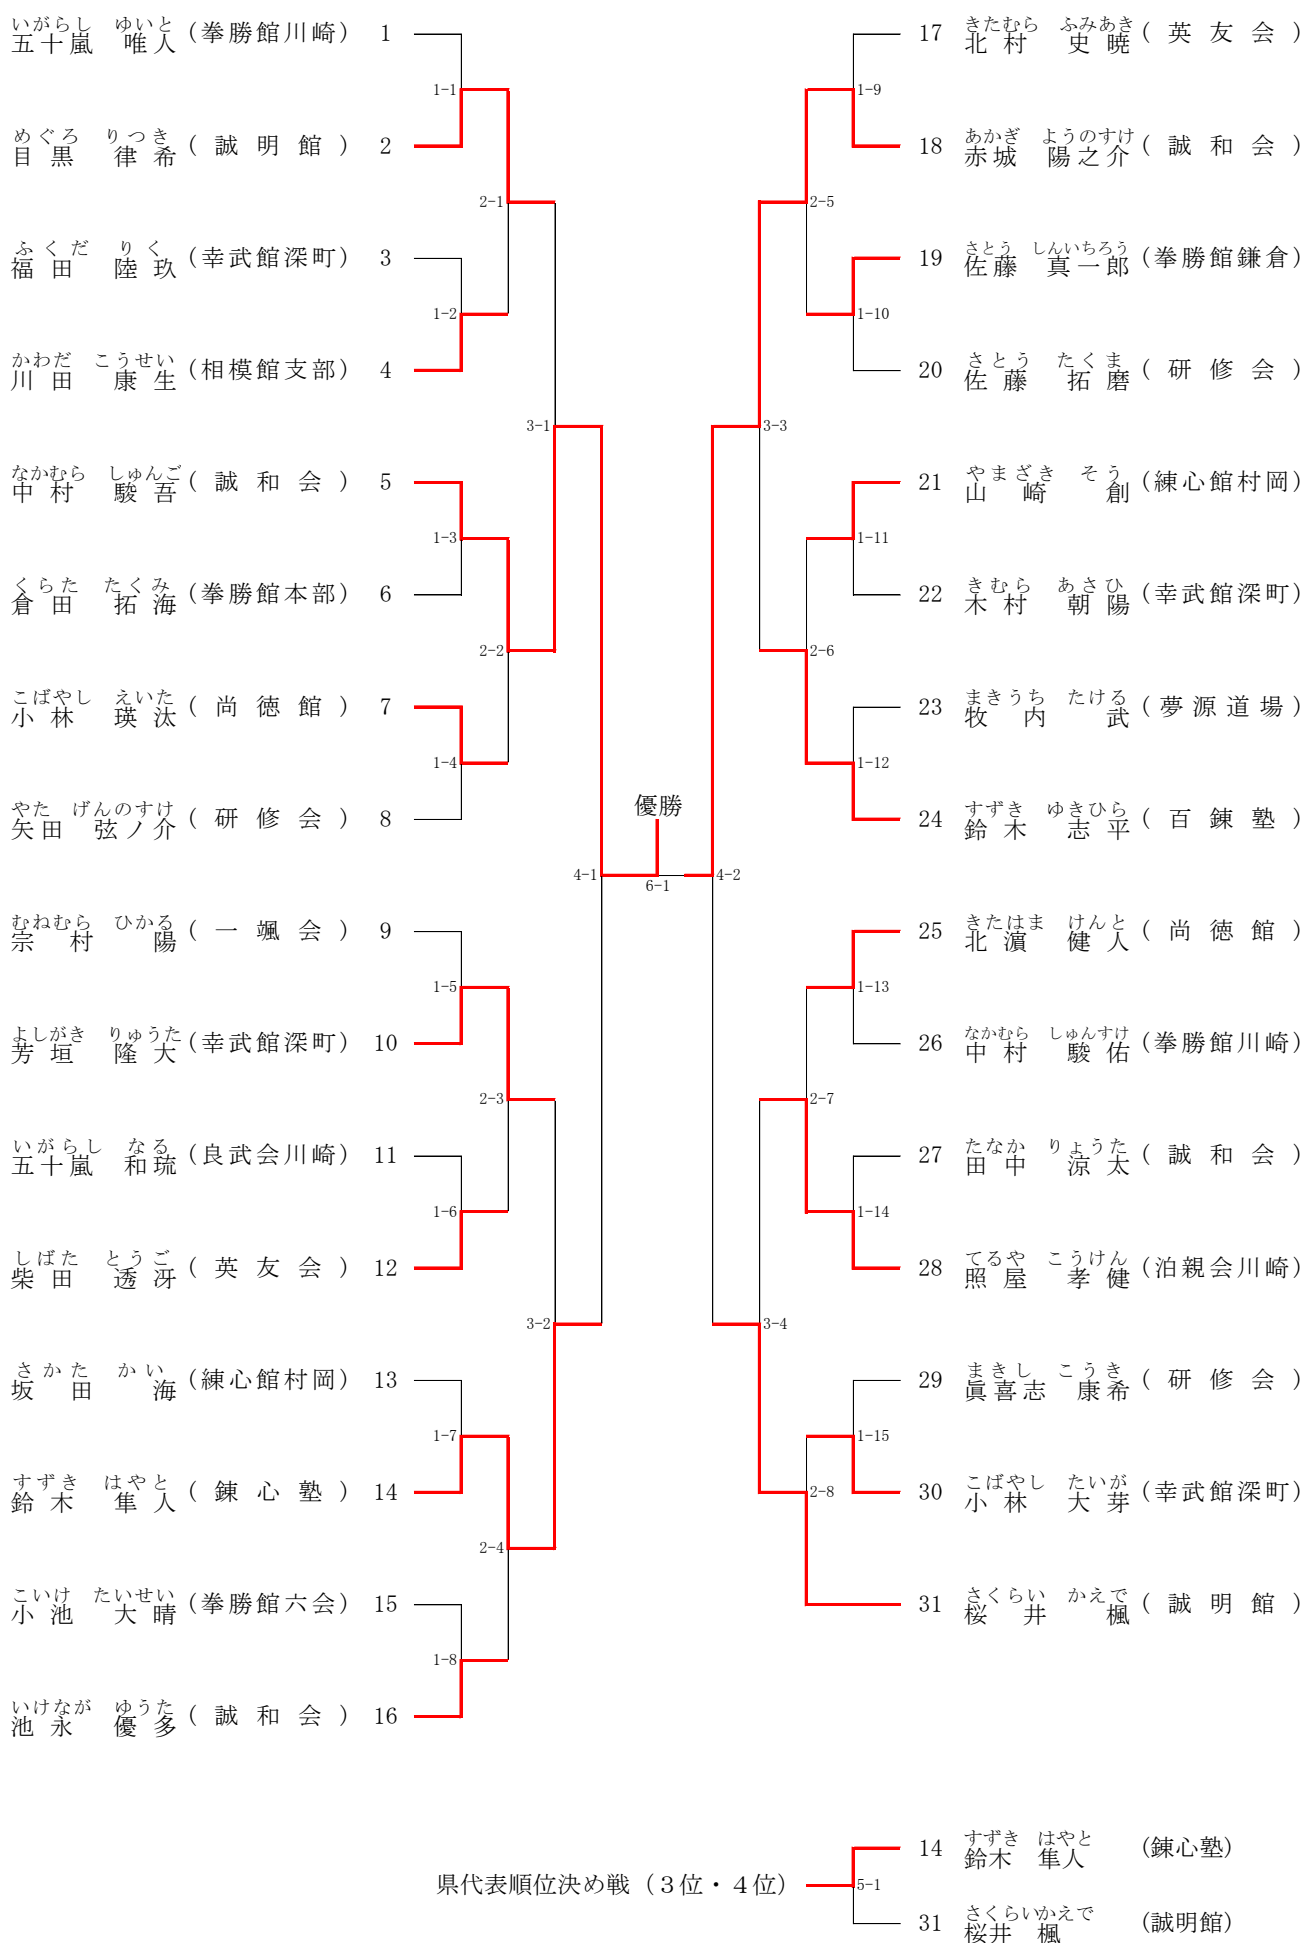 いがらし ゆいと
五十嵐 唯人 (拳勝館川崎) 1
1-1
めぐろ りつき
目黒 律希 (誠明館) 2
2-1
ふくだ りく
福田 陸玖 (幸武館深町) 3
1-2
かわだ こうせい
川田 康生 (相模館支部) 4
3-1
なかむら しゅんご
中村 駿吾 (誠和会) 5
1-3
くらた たくみ
倉田 拓海 (拳勝館本部) 6
2-2
こばやし えいた
小林 瑛汰 (尚徳館) 7
1-4
やた げんのすけ
矢田 弦ノ介 (研修会) 8
4-1
むねむら ひかる
宗村 陽 (一颯会) 9
1-5
よしがき りゅうた
芳垣 隆大 (幸武館深町) 10
2-3
いがらし なる
五十嵐 和琉 (良武会川崎) 11
1-6
しばた とうご
柴田 透冴 (英友会) 12
3-2
さかた かい
坂田 海 (練心館村岡) 13
1-7
すずき はやと
鈴木 隼人 (錬心塾) 14
2-4
こいけ たいせい
小池 大晴 (拳勝館六会) 15
1-8
いけなが ゆうた
池永 優多 (誠和会) 16
優勝
6-1
きたむら ふみあき
17 北村 史暁 (英友会)
1-9
あかぎ ようのすけ
18 赤城 陽之介 (誠和会)
2-5
さとう しんいちろう
19 佐藤 真一郎 (拳勝館鎌倉)
1-10
さとう たくま
20 佐藤 拓磨 (研修会)
3-3
やまざき そう
21 山崎 創 (練心館村岡)
1-11
きむら あさひ
22 木村 朝陽 (幸武館深町)
2-6
まきうち たける
23 牧内 武 (夢源道場)
1-12
すずき ゆきひら
24 鈴木 志平 (百錬塾)
4-2
きたはま けんと
25 北濵 健人 (尚徳館)
1-13
なかむら しゅんすけ
26 中村 駿佑 (拳勝館川崎)
2-7
たなか りょうた
27 田中 涼太 (誠和会)
1-14
てるや こうけん
28 照屋 孝健 (泊親会川崎)
3-4
まきし こうき
29 眞喜志 康希 (研修会)
1-15
こばやし たいが
30 小林 大芽 (幸武館深町)
2-8
さくらい かえで
31 桜井 楓 (誠明館)
県代表順位決め戦（３位・４位）
すずき はやと
14 鈴木 隼人 (錬心塾)
5-1
さくらいかえで
31 桜井 楓 (誠明館)